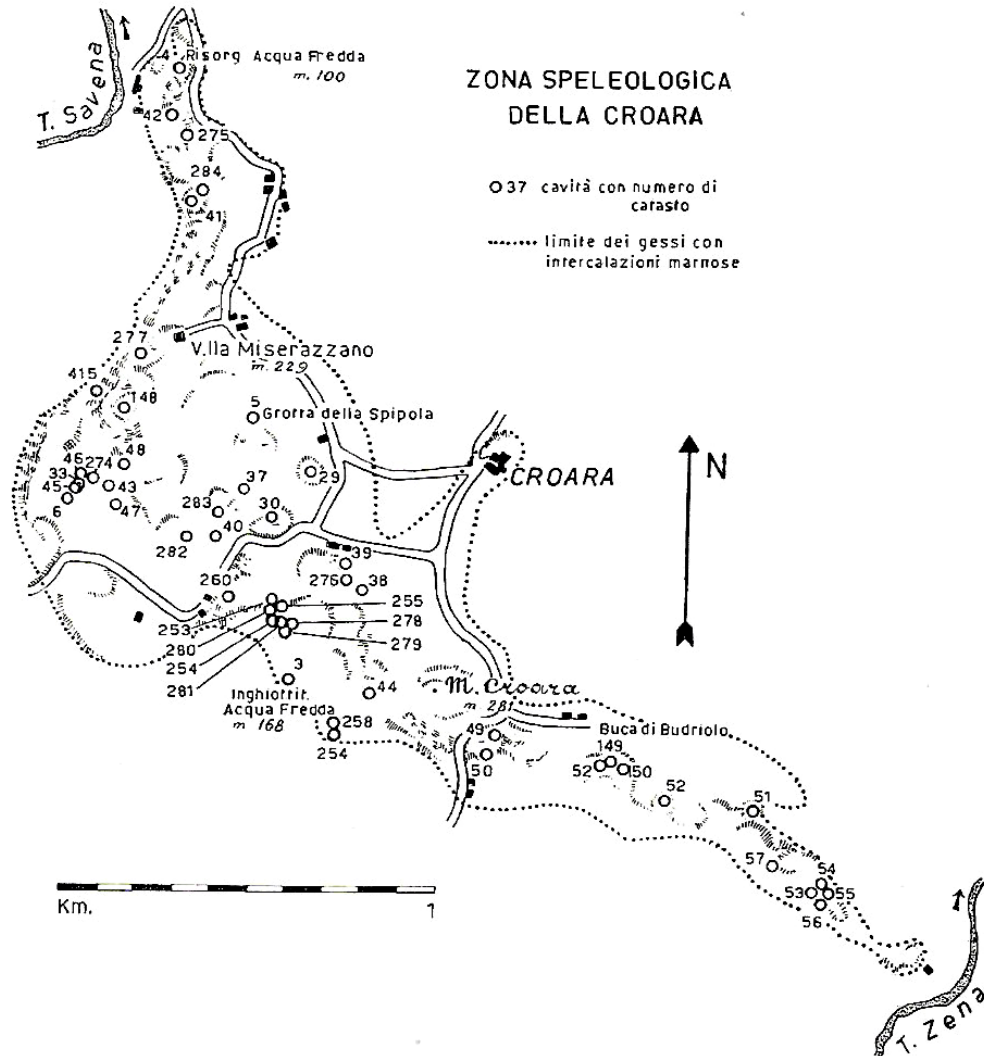 4
Risorg Acqua Fredda
m. 100
T. Savena
42
275
284
41
ZONA SPELEOLOGICA
DELLA CROARA
37 cavità con numero di
catasto
limite dei gessi con
intercalazioni marnose
277
V.lla Miserazzano
m. 229
415
148
5
Grotta della Spipola
46
33
274
48
45
43
6
47
29
CROARA
N
37
283
30
282
40
39
276
38
260
255
253
278
280
254
279
281
3
44
Inghiottit.
Acqua Fredda
m 168
M. Croara
m. 281
258
254
49
50
Buca di Budriolo
149
52
150
52
51
57
54
53
55
56
Km.
1
T. Zena